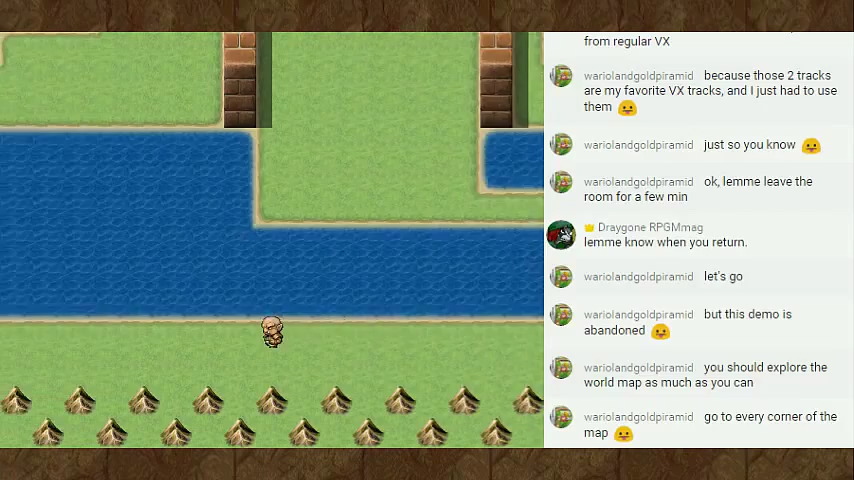 from regular VX
wariolandgoldpiramid because those 2 tracks
are my favorite VX tracks, and I just had to use
them
wariolandgoldpiramid just so you know
wariolandgoldpiramid ok, lemme leave the
room for a few min
Draygone RPGMmag
lemme know when you return.
wariolandgoldpiramid let's go
wariolandgoldpiramid but this demo is
abandoned
wariolandgoldpiramid you should explore the
world map as much as you can
wariolandgoldpiramid go to every corner of the
map